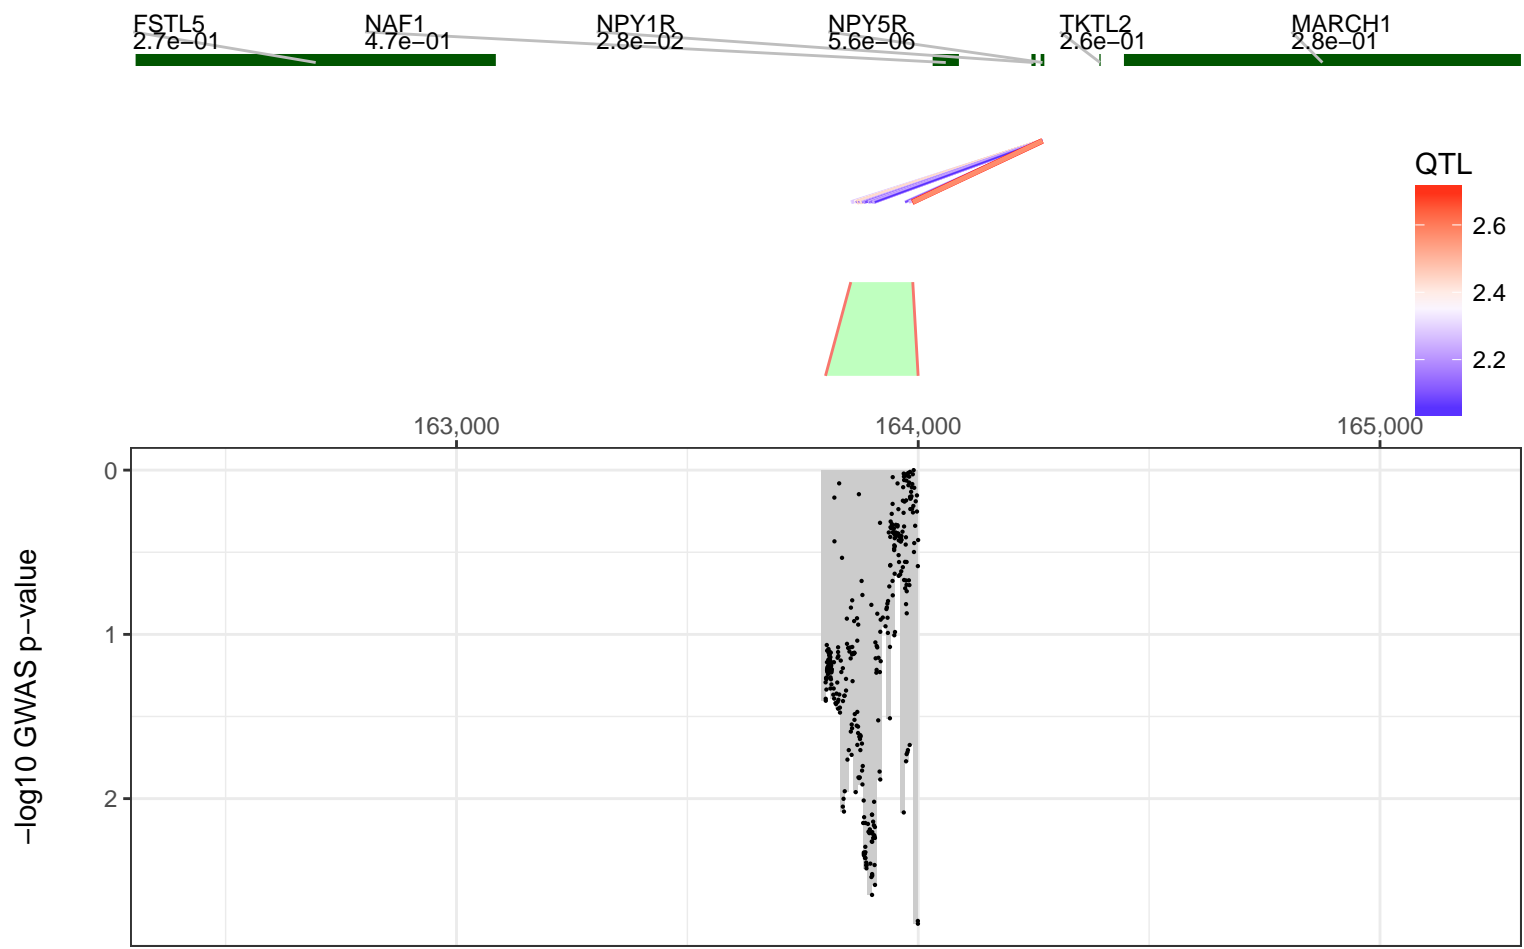 FSTL5 NAF1 NPY1R NPY5R TKTL2 MARCH1
2.7e−01 4.7e−01 2.8e−02 5.6e−06 2.6e−01 2.8e−01
QTL
2.6
2.4
2.2
163,000 164,000 165,000
0
1
2
−log10 GWAS p−value